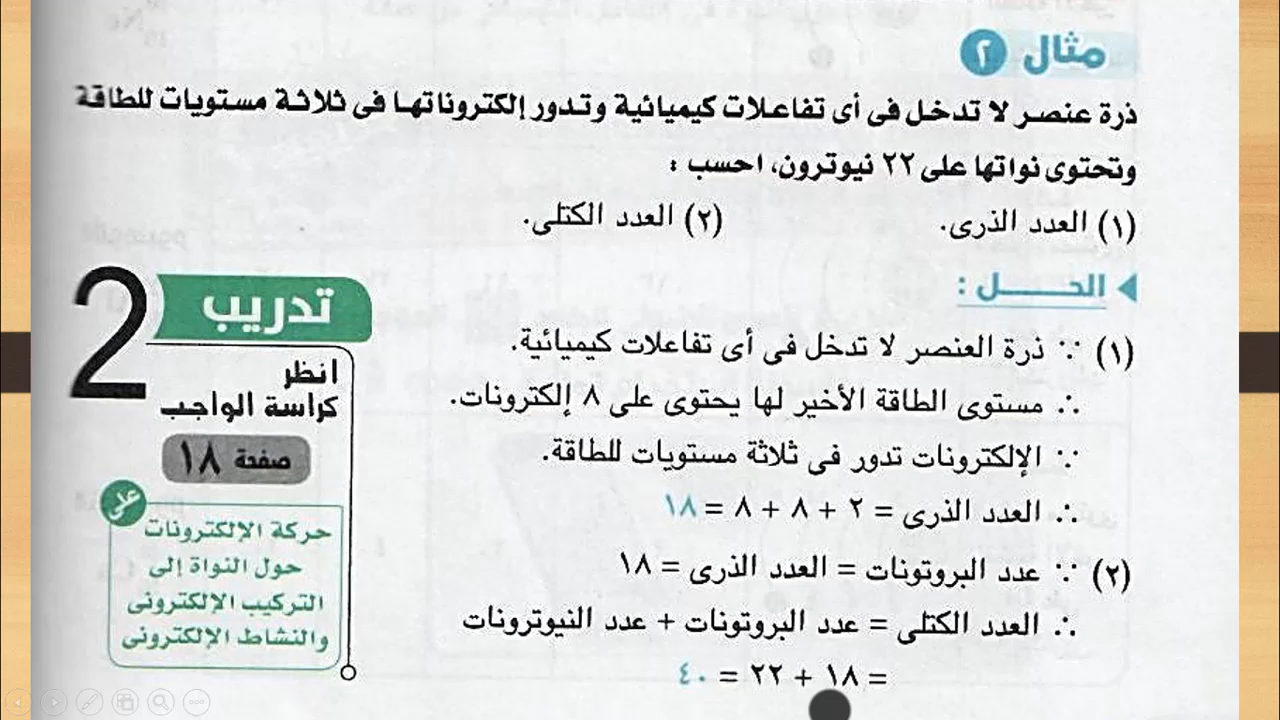 مثال ٢
ذرة عنصر لا تدخل فى أى تفاعلات كيميائية وتدور إلكتروناتها فى ثلاثة مستويات للطاقة
وتحتوى نواتها على ٢٢ نيوترون، احسب :
(١) العدد الذرى. (٢) العدد الكتلى.
الحــــــل :
(١) ∵ ذرة العنصر لا تدخل فى أى تفاعلات كيميائية.
∴ مستوى الطاقة الأخير لها يحتوى على ٨ إلكترونات.
∵ الإلكترونات تدور فى ثلاثة مستويات للطاقة.
∴ العدد الذرى = ٢ + ٨ + ٨ = ١٨
(٢) ∵ عدد البروتونات = العدد الذرى = ١٨
∴ العدد الكتلى = عدد البروتونات + عدد النيوترونات
= ١٨ + ٢٢ = ٤٠
تدريب 2
انظر
كراسة الواجب
صفحة ١٨
على
حركة الإلكترونات
حول النواة إلى
التركيب الإلكترونى
والنشاط الإلكترونى